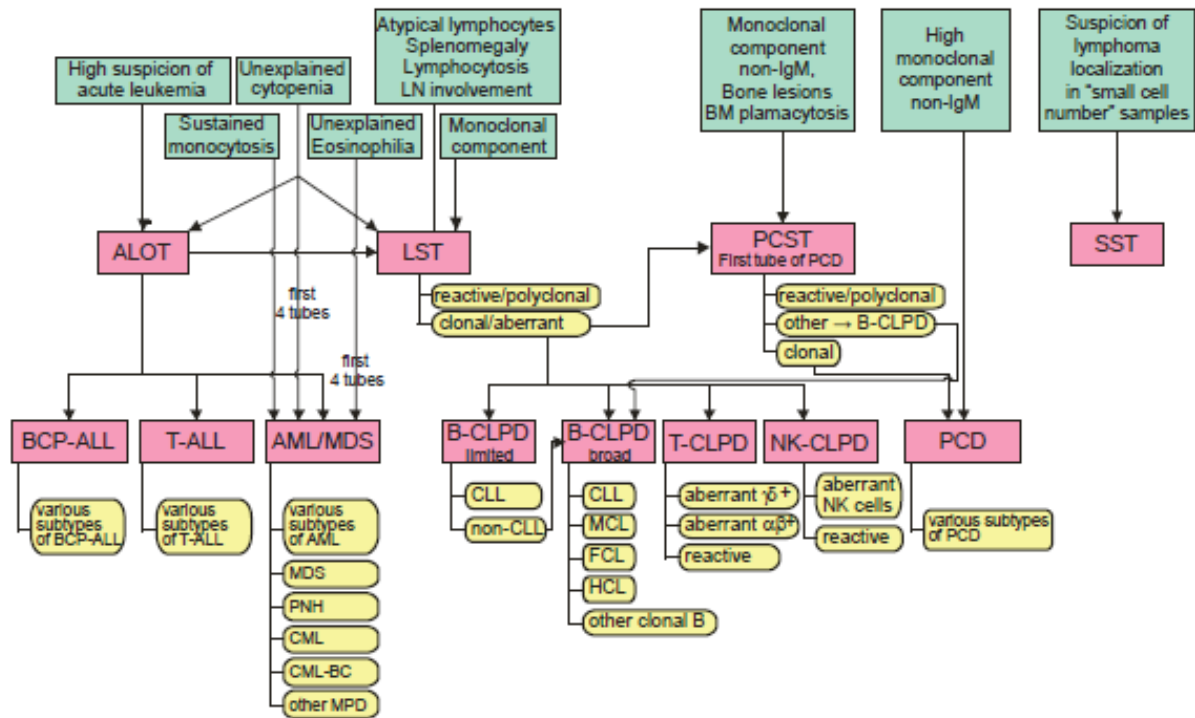 High suspicion of
acute leukemia
Unexplained
cytopenia
Sustained
monocytosis
Unexplained
Eosinophilia
Atypical lymphocytes
Splenomegaly
Lymphocytosis
LN involvement
Monoclonal
component
Monoclonal
component
non-IgM,
Bone lesions
BM plamacytosis
High
monoclonal
component
non-IgM
Suspicion of
lymphoma
localization
in “small cell
number” samples
ALOT
LST
PCST
First tube of PCD
SST
first
4 tubes
first
4 tubes
reactive/polyclonal
clonal/aberrant
reactive/polyclonal
other → B-CLPD
clonal
BCP-ALL
T-ALL
AML/MDS
B-CLPD
limited
B-CLPD
broad
T-CLPD
NK-CLPD
PCD
various
subtypes
of BCP-ALL
various
subtypes
of T-ALL
various
subtypes
of AML
MDS
PNH
CML
CML-BC
other MPD
CLL
non-CLL
CLL
MCL
FCL
HCL
other clonal B
aberrant γδ+
aberrant αβ+
reactive
aberrant
NK cells
reactive
various subtypes
of PCD